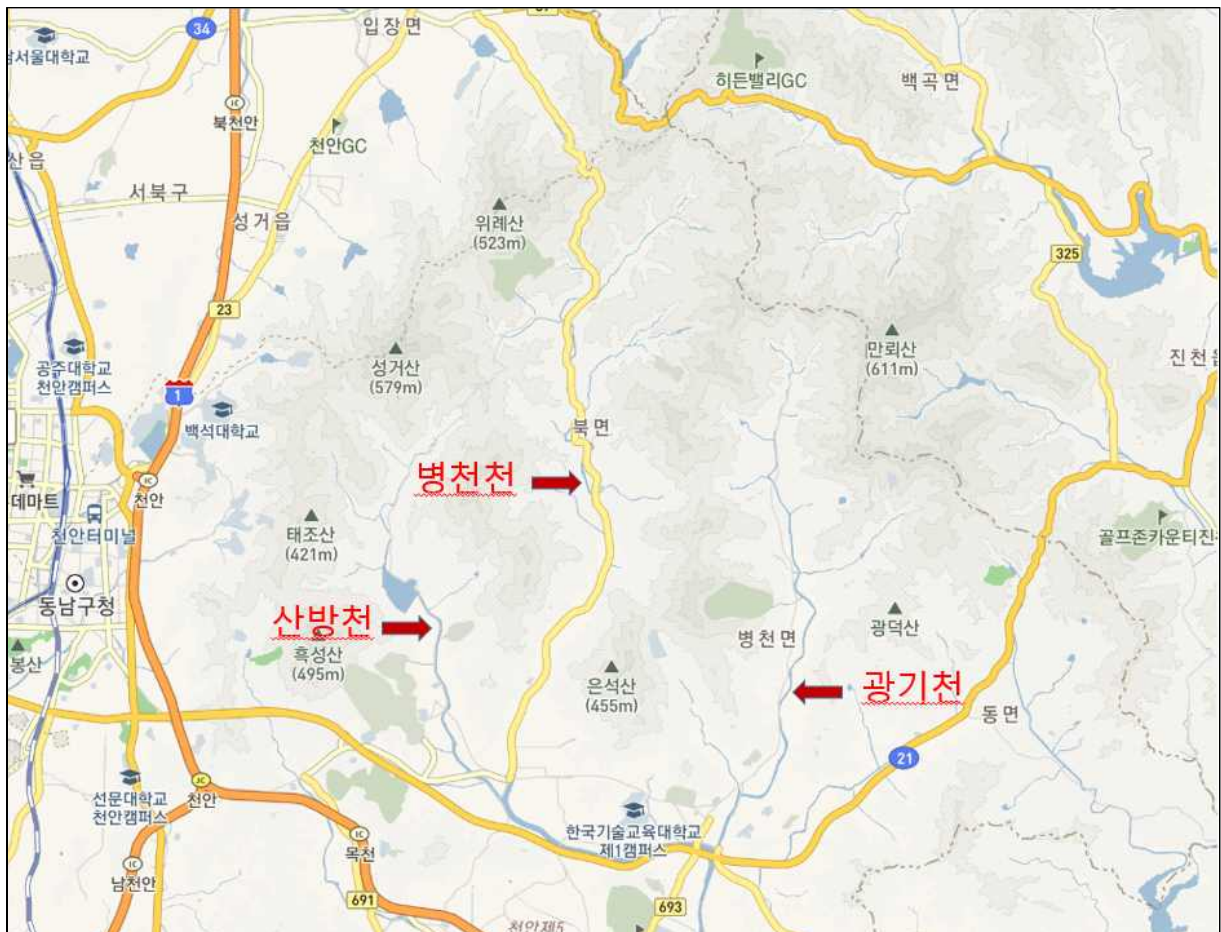 34
입장면
남서울대학교
히든밸리GC
백곡면
북천안
천안GC
서북구
성거읍
위례산
(523m)
325
23
공주대학교
천안캠퍼스
성거산
(579m)
만뢰산
(611m)
진천읍
1
백석대학교
북면
병천천
데마트
천안
천안터미널
태조산
(421m)
골프존카운티진
동남구청
산방천
흑성산
(495m)
봉산
병천면
광덕산
은석산
(455m)
광기천
동면
21
선문대학교
천안캠퍼스
JC
천안
한국기술교육대학교
제1캠퍼스
IC
목천
IC
남천안
691
693
천안제5